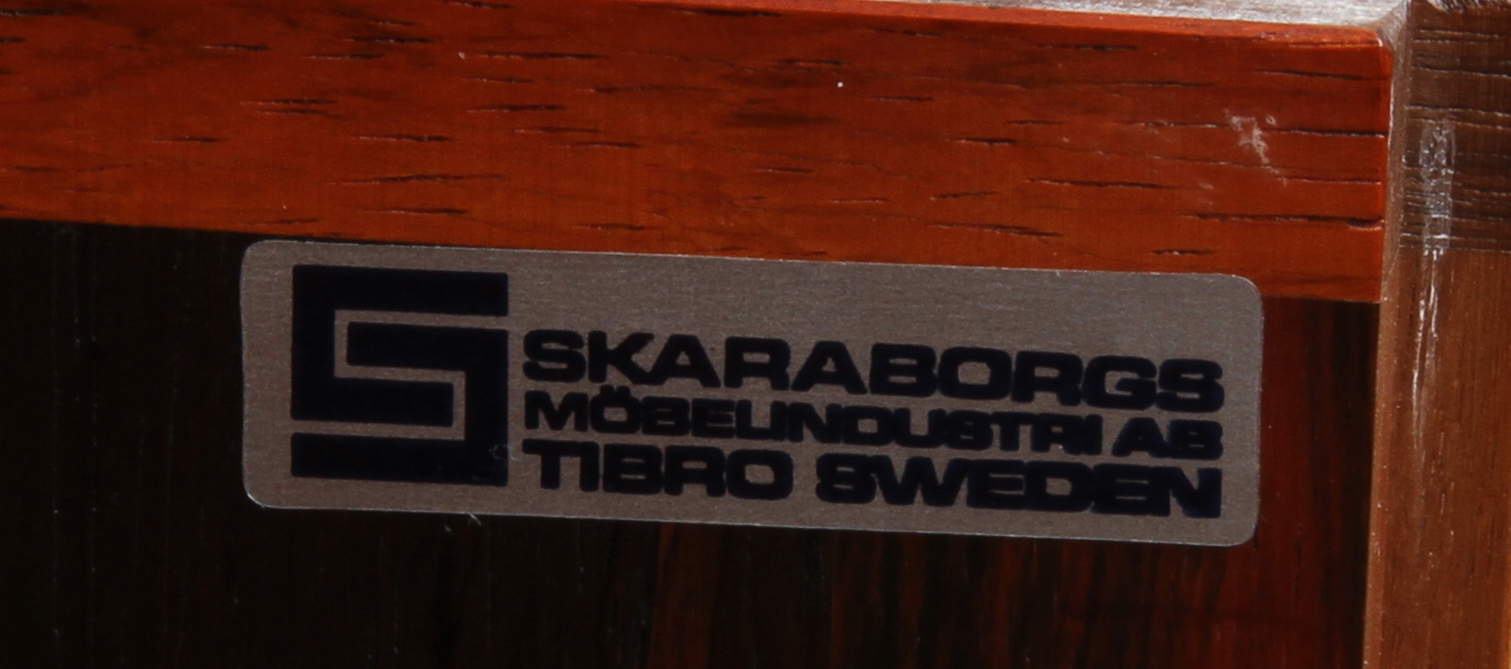 SKARABORGS
MÖBELINDUSTRI AB
TIBRO SWEDEN